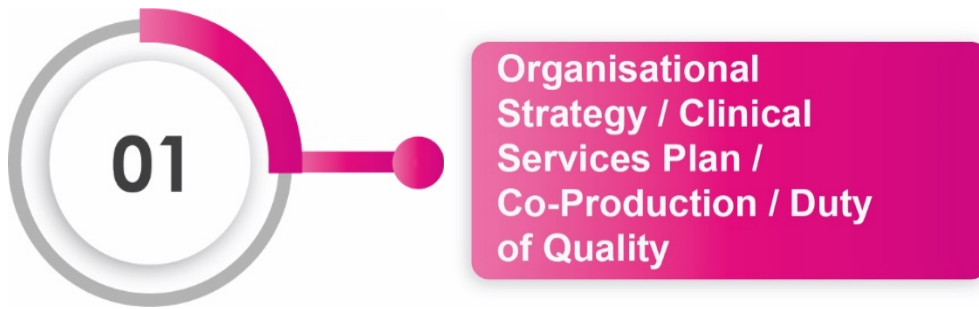 01
Organisational
Strategy / Clinical
Services Plan /
Co-Production / Duty
of Quality